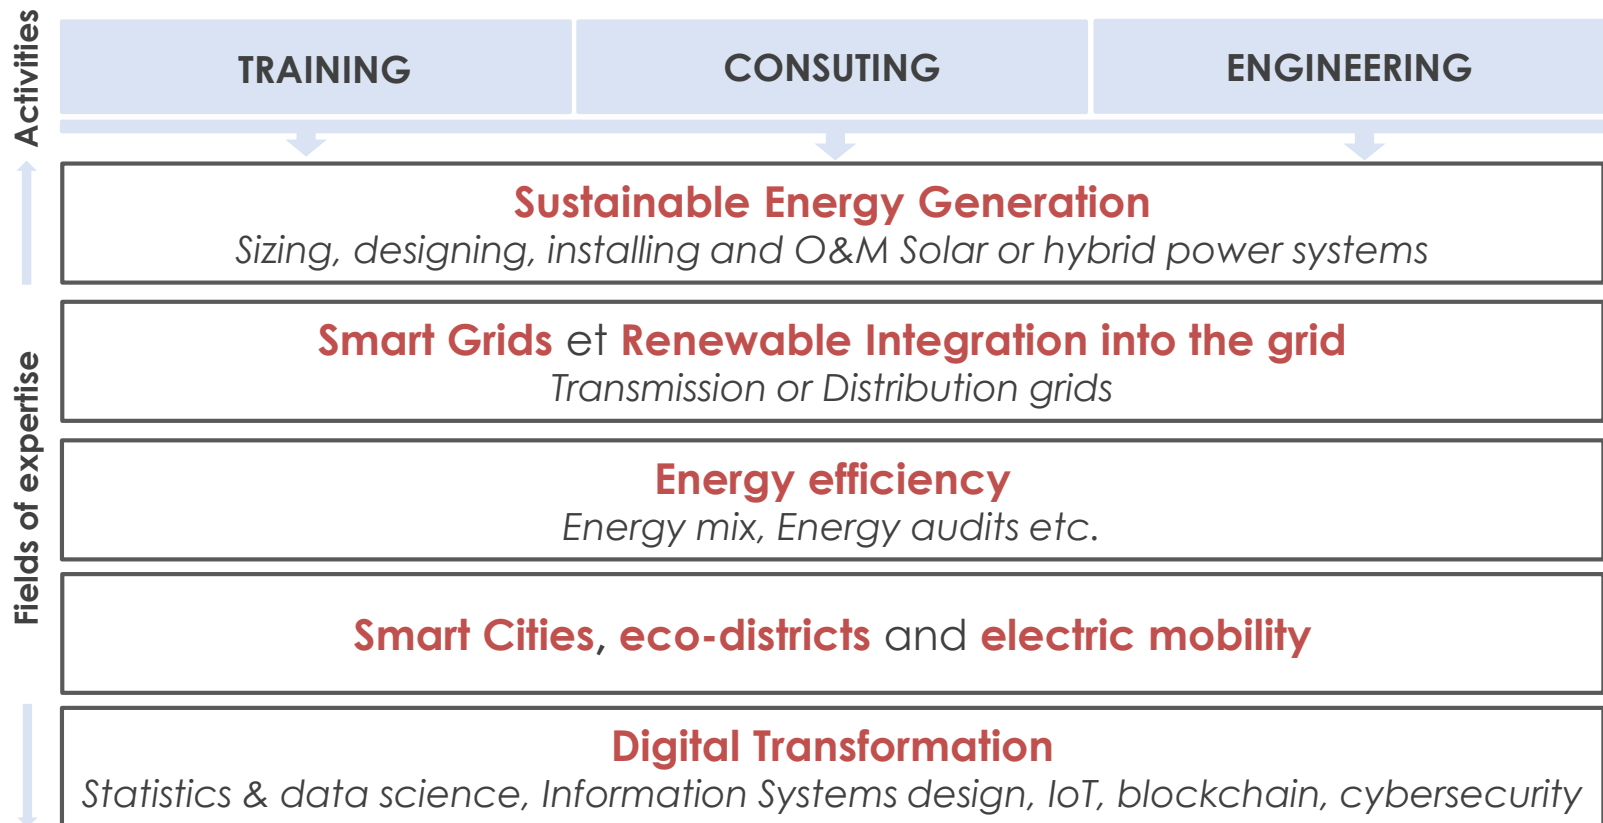 Activities
TRAINING
CONSUTING
ENGINEERING
Sustainable Energy Generation
Sizing, designing, installing and O&M Solar or hybrid power systems
Fields of expertise
Smart Grids et Renewable Integration into the grid
Transmission or Distribution grids
Energy efficiency
Energy mix, Energy audits etc.
Smart Cities, eco-districts and electric mobility
Digital Transformation
Statistics & data science, Information Systems design, IoT, blockchain, cybersecurity